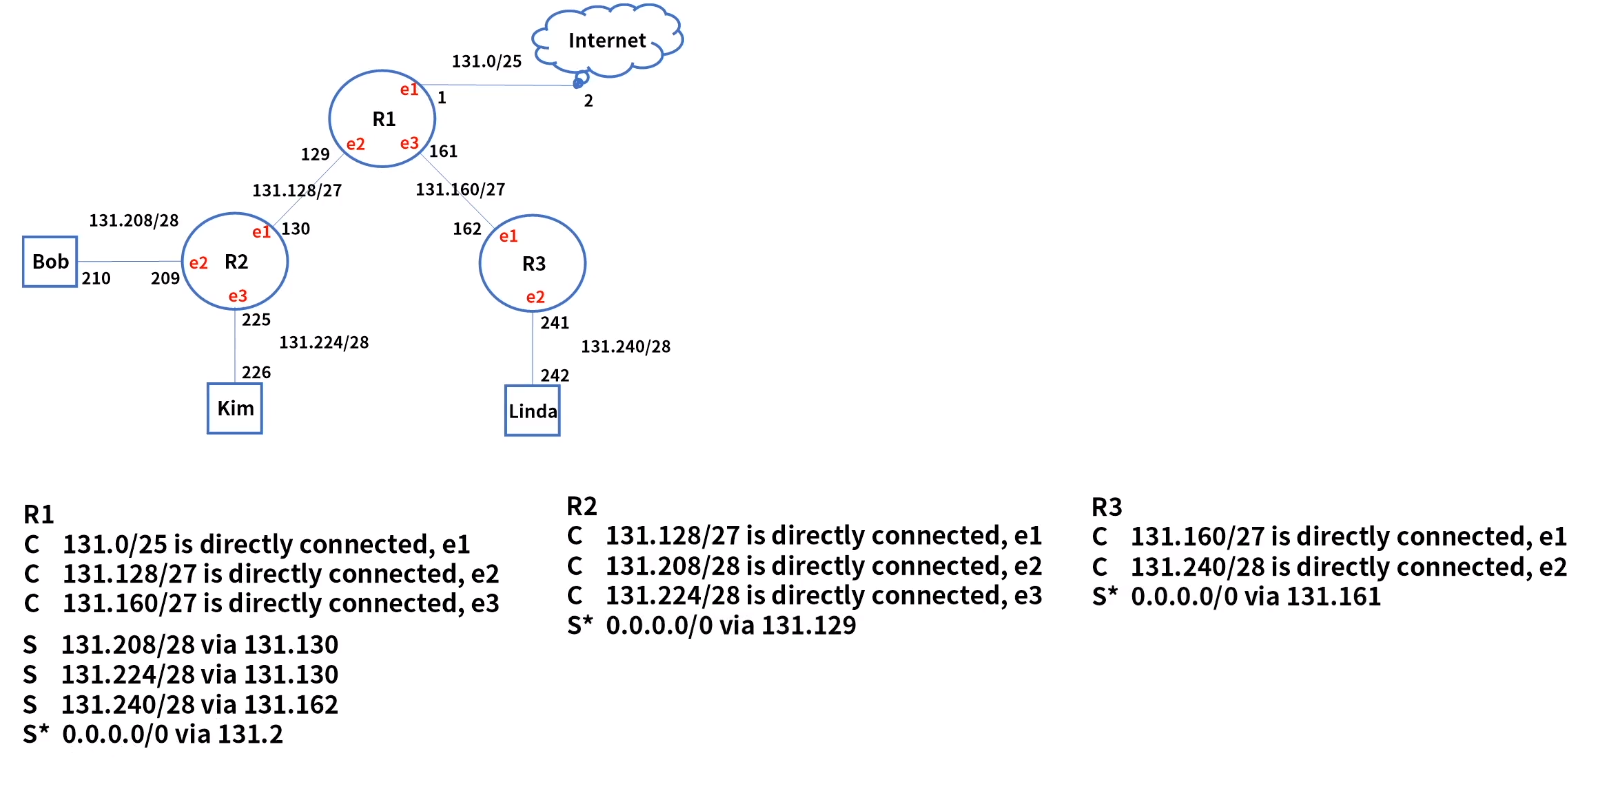 Internet
131.0/25
e1
1
2
R1
e2
e3
129
161
131.128/27
131.160/27
131.208/28
e1
130
162
e1
Bob
e2
R2
R3
210
209
e3
e2
225
241
131.224/28
131.240/28
226
242
Kim
Linda
R1
C 131.0/25 is directly connected, e1
C 131.128/27 is directly connected, e2
C 131.160/27 is directly connected, e3
S 131.208/28 via 131.130
S 131.224/28 via 131.130
S 131.240/28 via 131.162
S* 0.0.0.0/0 via 131.2
R2
C 131.128/27 is directly connected, e1
C 131.208/28 is directly connected, e2
C 131.224/28 is directly connected, e3
S* 0.0.0.0/0 via 131.129
R3
C 131.160/27 is directly connected, e1
C 131.240/28 is directly connected, e2
S* 0.0.0.0/0 via 131.161